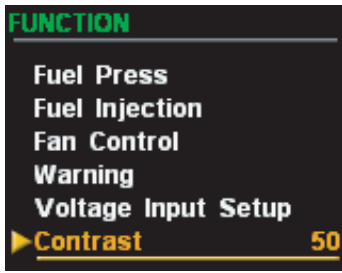 FUNCTION
Fuel Press
Fuel Injection
Fan Control
Warning
Voltage Input Setup
Contrast 50